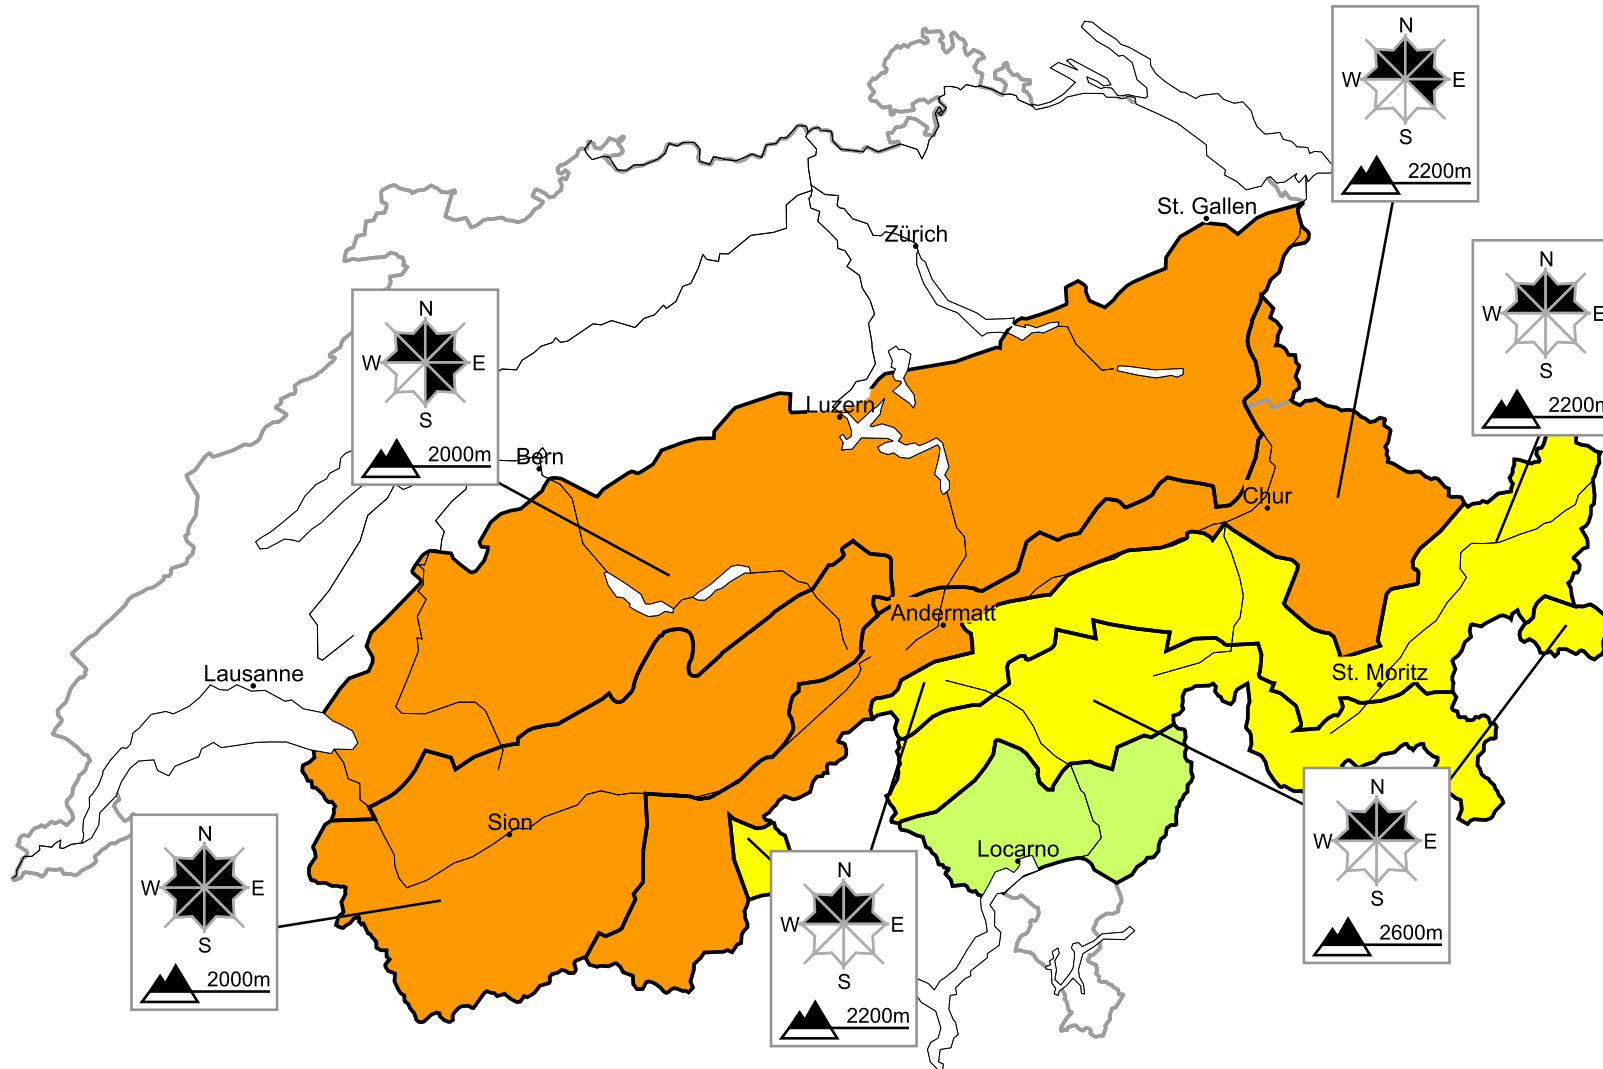 N
W E
S
2200m
St. Gallen
Zürich
N
W E
S
2200m
N
W E
S
2000m
Luzern
Bern
Chur
Andermatt
Lausanne
St. Moritz
Sion
Locarno
N
W E
S
2600m
N
W E
S
2000m
N
W E
S
2200m